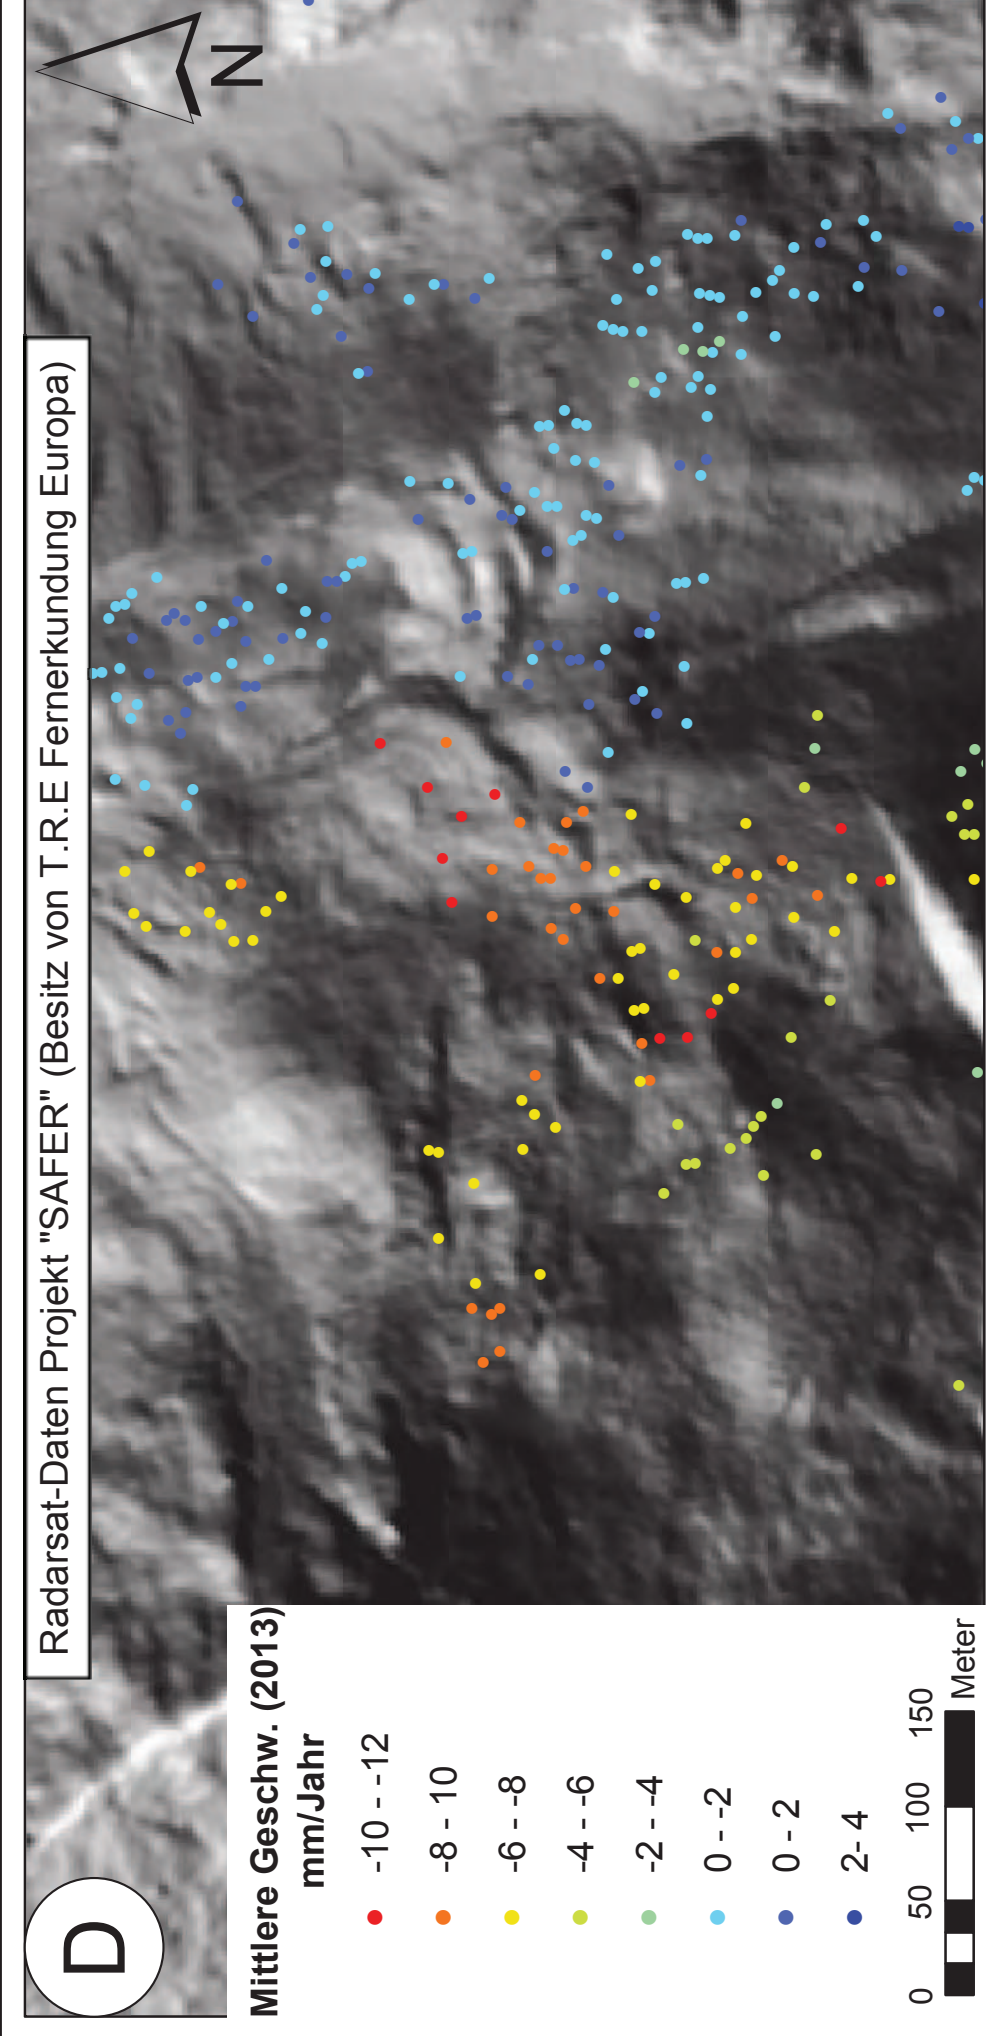 D
Radarsat-Daten Projekt "SAFER" (Besitz von T.R.E Fernerkundung Europa)
N
Mittlere Geschw. (2013)
mm/Jahr
-10 - -12
-8 - 10
-6 - -8
-4 - -6
-2 - -4
0 - -2
0 - 2
2- 4
0 50 100 150
Meter